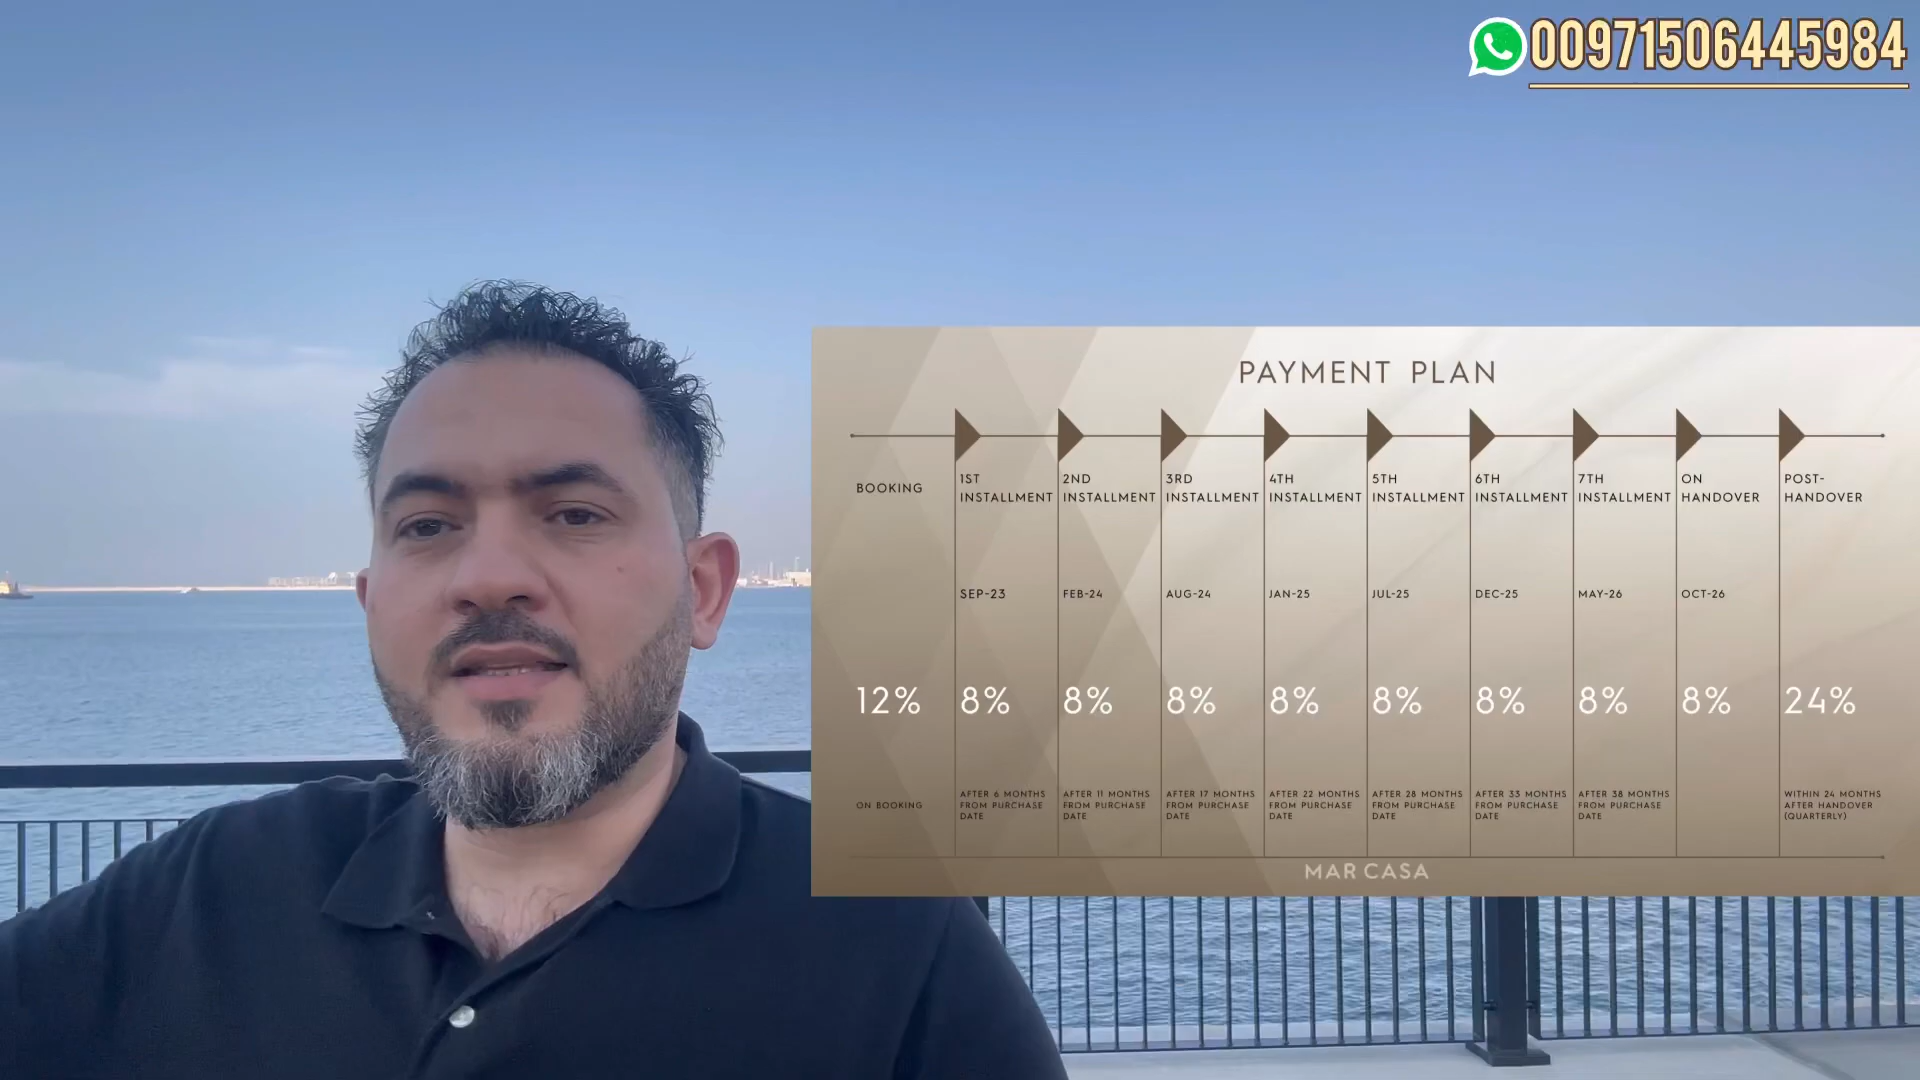 00971506445984
PAYMENT PLAN
BOOKING
1ST
INSTALLMENT
2ND
INSTALLMENT
3RD
INSTALLMENT
4TH
INSTALLMENT
5TH
INSTALLMENT
6TH
INSTALLMENT
7TH
INSTALLMENT
ON
HANDOVER
POST-
HANDOVER
SEP-23
FEB-24
AUG-24
JAN-25
JUL-25
DEC-25
MAY-26
OCT-26
12%
8%
8%
8%
8%
8%
8%
8%
8%
24%
ON BOOKING
AFTER 6 MONTHS
FROM PURCHASE
DATE
AFTER 11 MONTHS
FROM PURCHASE
DATE
AFTER 17 MONTHS
FROM PURCHASE
DATE
AFTER 22 MONTHS
FROM PURCHASE
DATE
AFTER 28 MONTHS
FROM PURCHASE
DATE
AFTER 33 MONTHS
FROM PURCHASE
DATE
AFTER 38 MONTHS
FROM PURCHASE
DATE
WITHIN 24 MONTHS
AFTER HANDOVER
(QUARTERLY)
MAR CASA